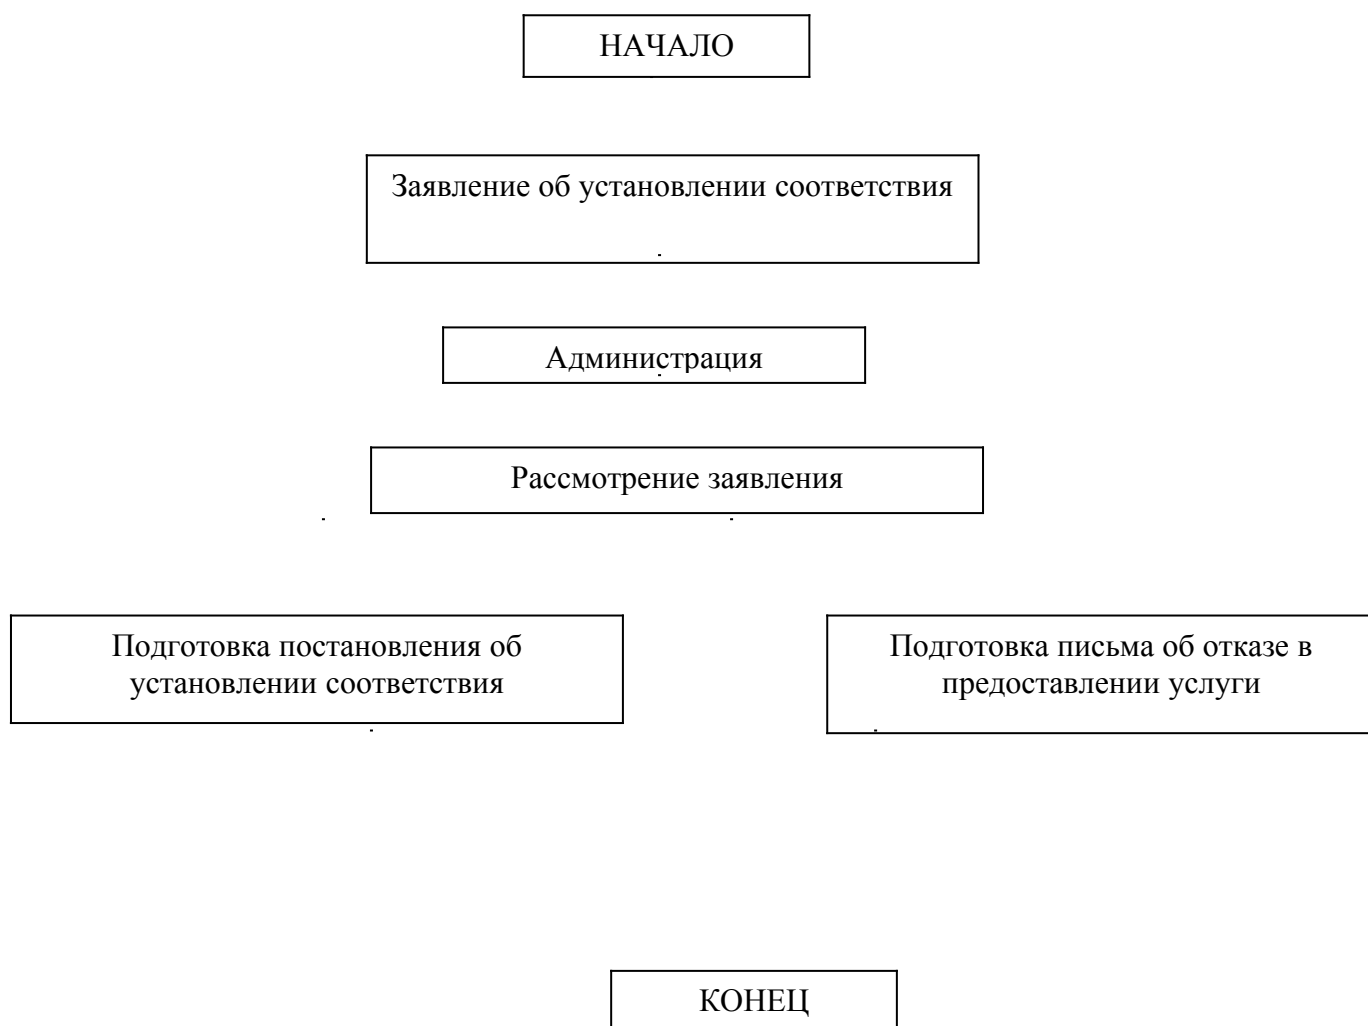 НАЧАЛО
Заявление об установлении соответствия
Администрация
Рассмотрение заявления
Подготовка постановления об
установлении соответствия
Подготовка письма об отказе в
предоставлении услуги
КОНЕЦ